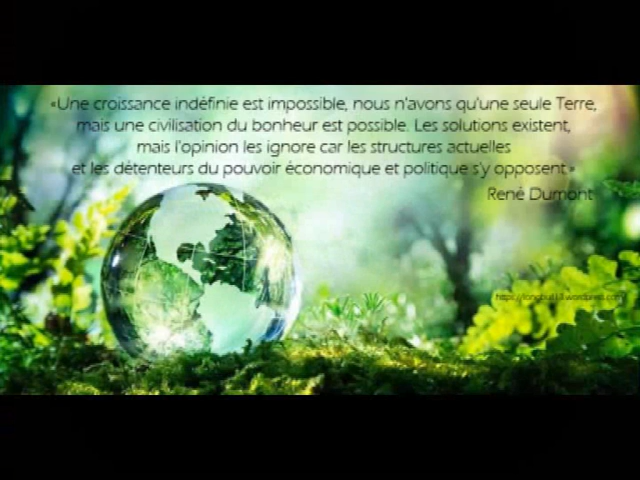 «Une croissance indéfinie est impossible, nous n'avons qu'une seule Terre,
mais une civilisation du bonheur est possible. Les solutions existent,
mais l'opinion les ignore car les structures actuelles
et les détenteurs du pouvoir économique et politique s'y opposent»
René Dumont